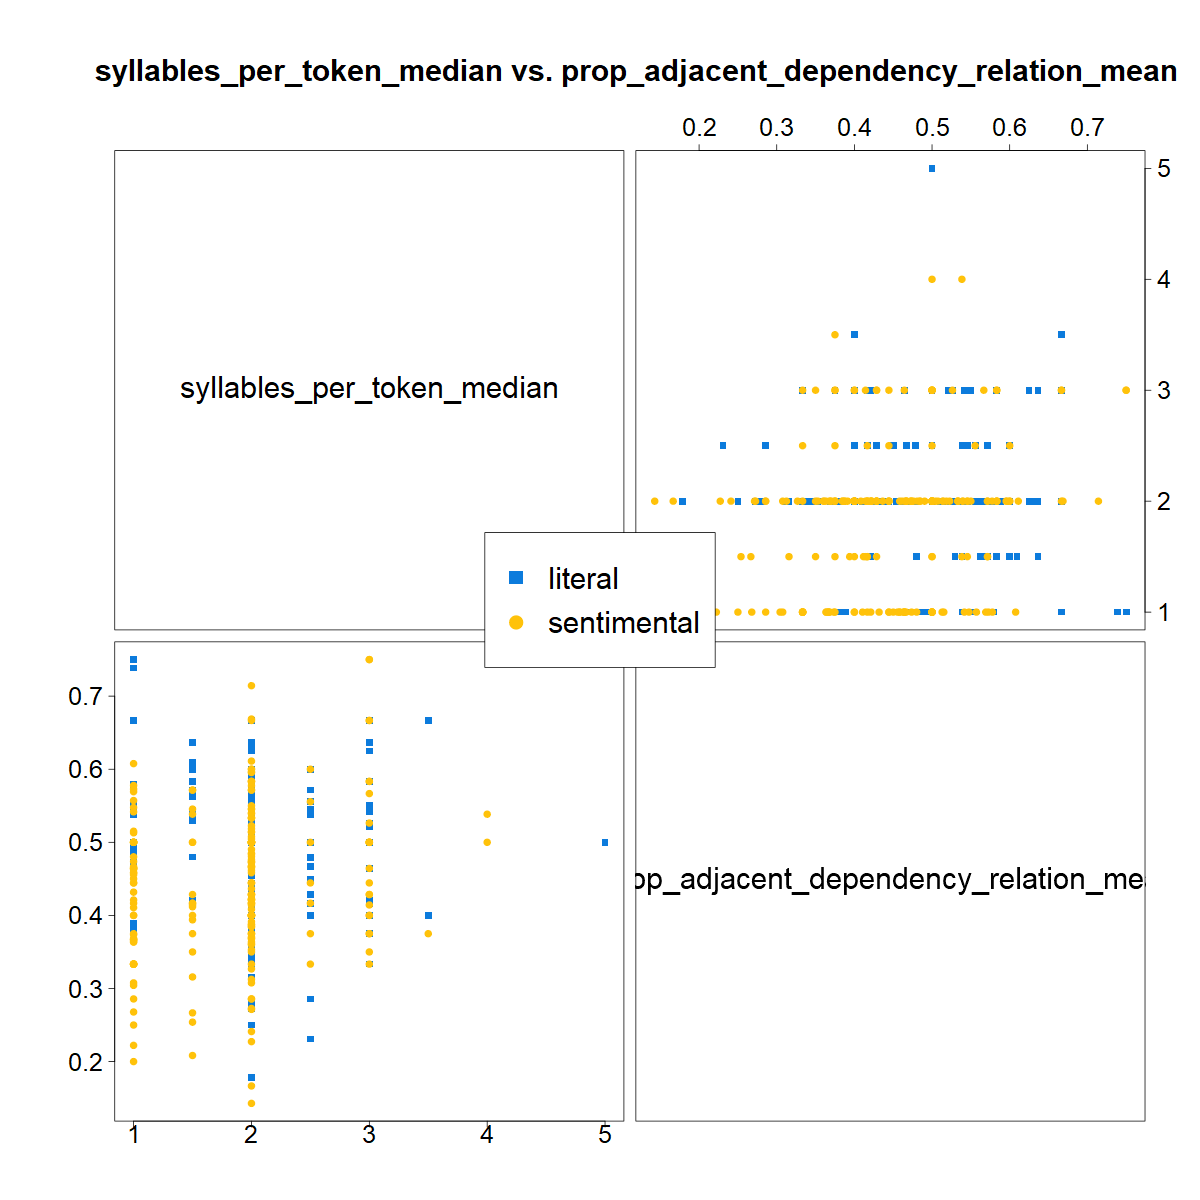 syllables_per_token_median vs. prop_adjacent_dependency_relation_mean
0.2 0.3 0.4 0.5 0.6 0.7
5
4
3
2
1
syllables_per_token_median
literal
sentimental
0.7
0.6
0.5
0.4
0.3
0.2
op_adjacent_dependency_relation_me
1 2 3 4 5